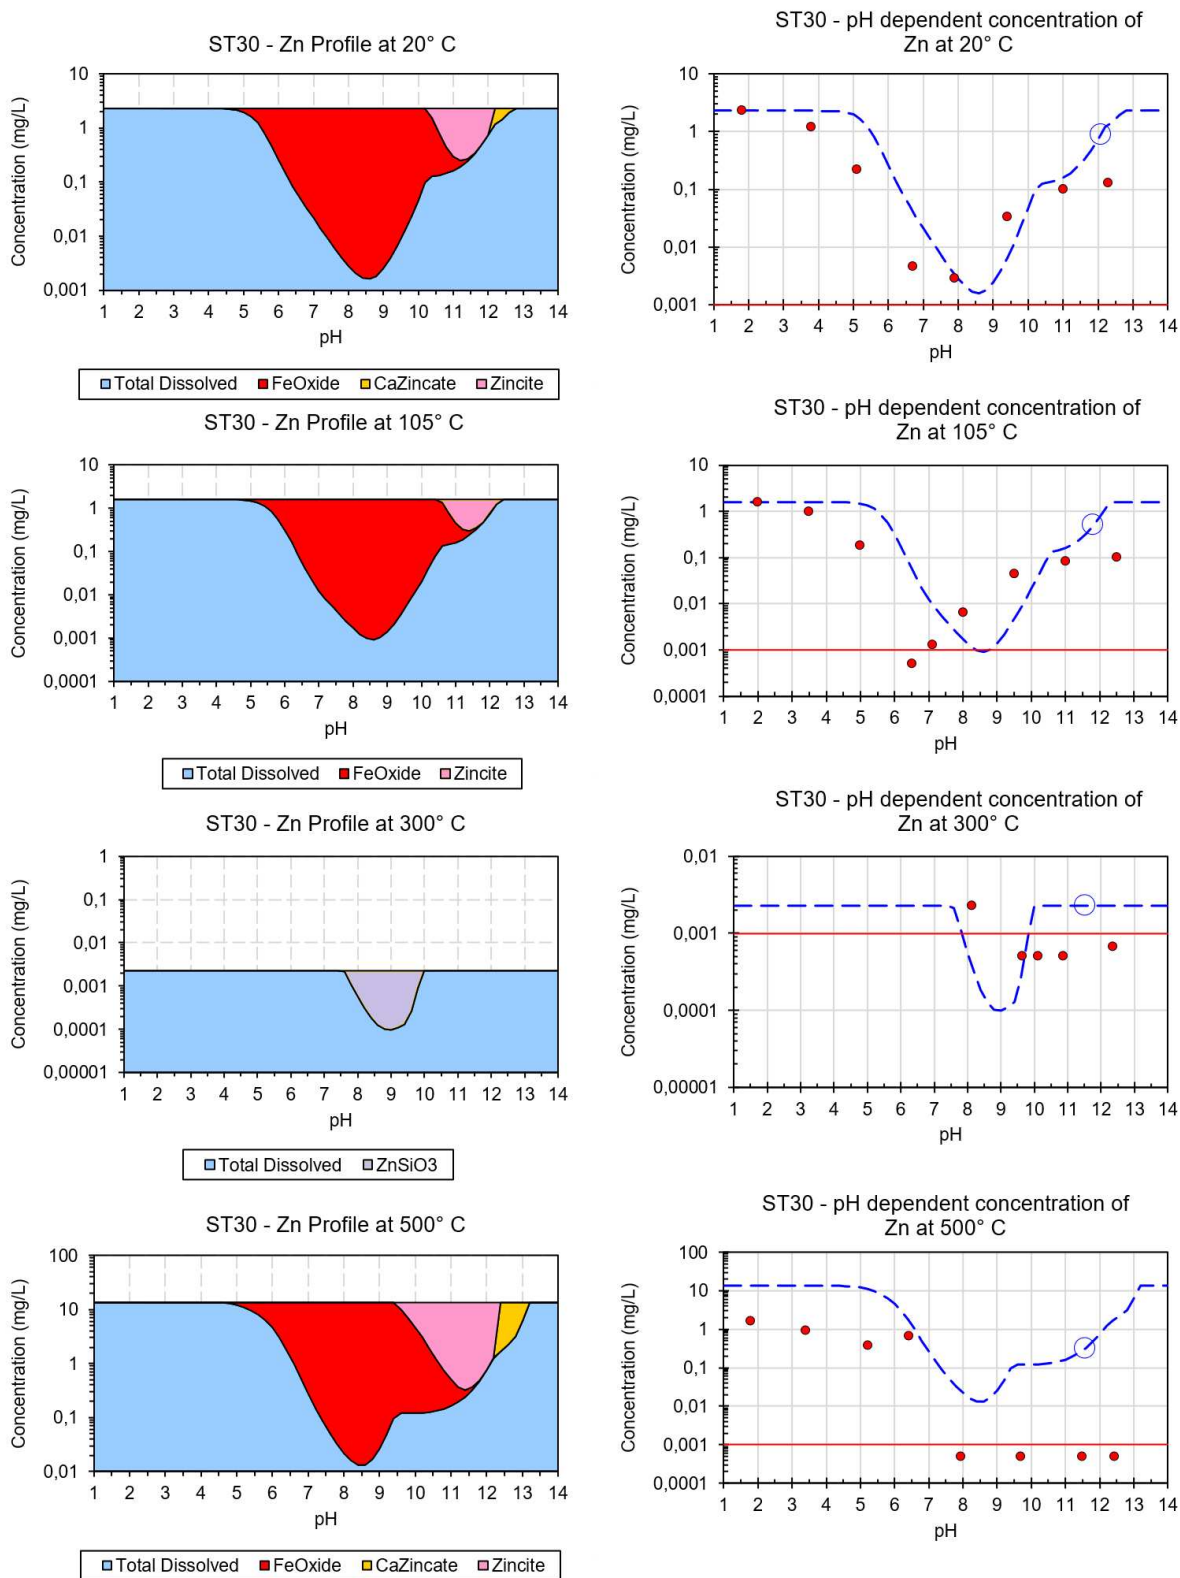 ST30 - Zn Profile at 20° C
Concentration (mg/L)
10
1
0,1
0,01
0,001
1 2 3 4 5 6 7 8 9 10 11 12 13 14
pH
Total Dissolved FeOxide CaZincate Zincite
ST30 - pH dependent concentration of
Zn at 20° C
Concentration (mg/L)
10
1
0,1
0,01
0,001
1 2 3 4 5 6 7 8 9 10 11 12 13 14
pH
ST30 - Zn Profile at 105° C
Concentration (mg/L)
10
1
0,1
0,01
0,001
0,0001
1 2 3 4 5 6 7 8 9 10 11 12 13 14
pH
Total Dissolved FeOxide Zincite
ST30 - pH dependent concentration of
Zn at 105° C
Concentration (mg/L)
10
1
0,1
0,01
0,001
0,0001
1 2 3 4 5 6 7 8 9 10 11 12 13 14
pH
ST30 - Zn Profile at 300° C
Concentration (mg/L)
1
0,1
0,01
0,001
0,0001
0,00001
1 2 3 4 5 6 7 8 9 10 11 12 13 14
pH
Total Dissolved ZnSiO3
ST30 - pH dependent concentration of
Zn at 300° C
Concentration (mg/L)
0,01
0,001
0,0001
0,00001
1 2 3 4 5 6 7 8 9 10 11 12 13 14
pH
ST30 - Zn Profile at 500° C
Concentration (mg/L)
100
10
1
0,1
0,01
1 2 3 4 5 6 7 8 9 10 11 12 13 14
pH
Total Dissolved FeOxide CaZincate Zincite
ST30 - pH dependent concentration of
Zn at 500° C
Concentration (mg/L)
100
10
1
0,1
0,01
0,001
0,0001
1 2 3 4 5 6 7 8 9 10 11 12 13 14
pH